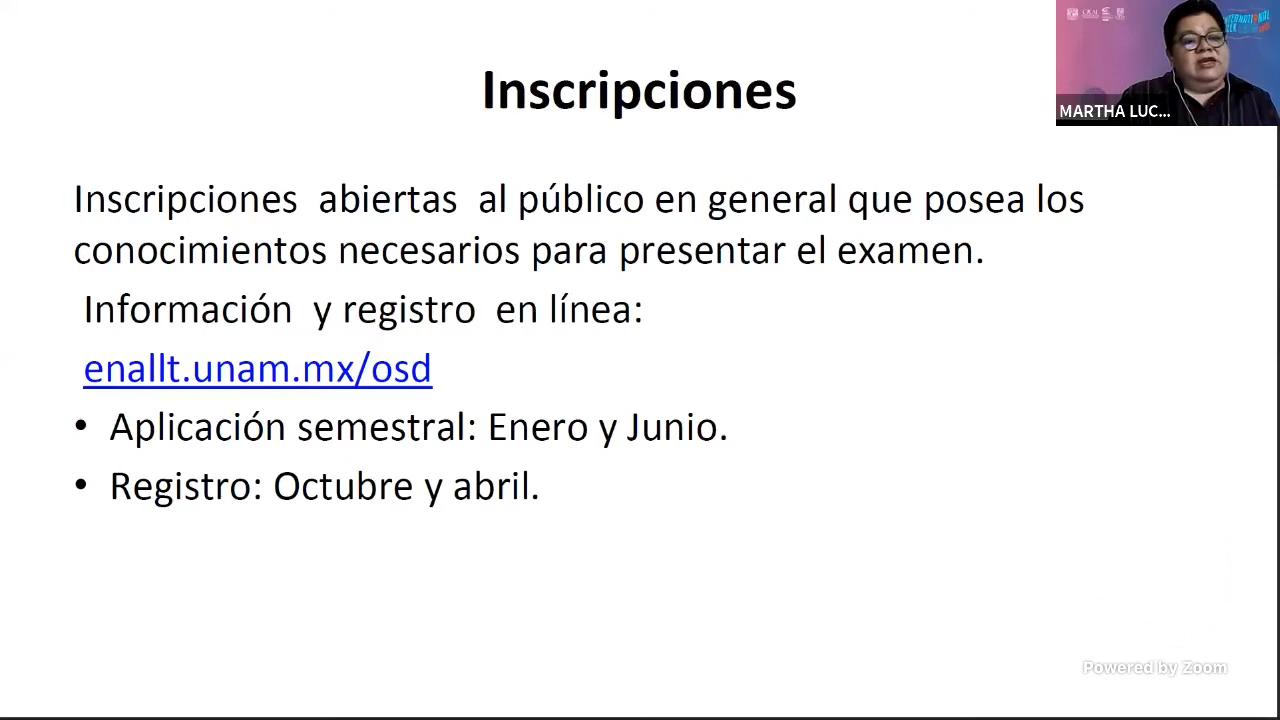 Inscripciones
MARTHA LUC...
Inscripciones abiertas al público en general que posea los
conocimientos necesarios para presentar el examen.
Información y registro en línea:
enallt.unam.mx/osd
• Aplicación semestral: Enero y Junio.
• Registro: Octubre y abril.
Powered by Zoom